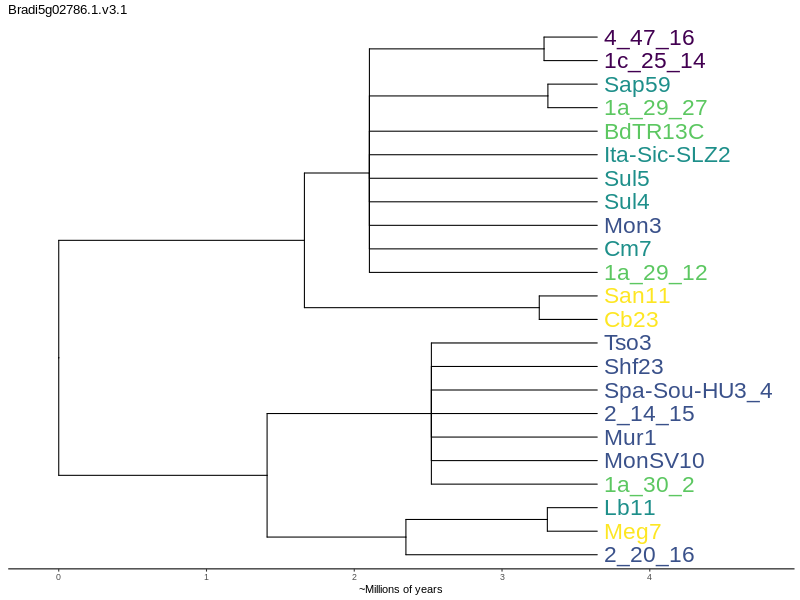 Bradi5g02786.1.v3.1
4_47_16
1c_25_14
Sap59
1a_29_27
BdTR13C
Ita-Sic-SLZ2
Sul5
Sul4
Mon3
Cm7
1a_29_12
San11
Cb23
Tso3
Shf23
Spa-Sou-HU3_4
2_14_15
Mur1
MonSV10
1a_30_2
Lb11
Meg7
2_20_16
0 1 2 3 4
~Millions of years